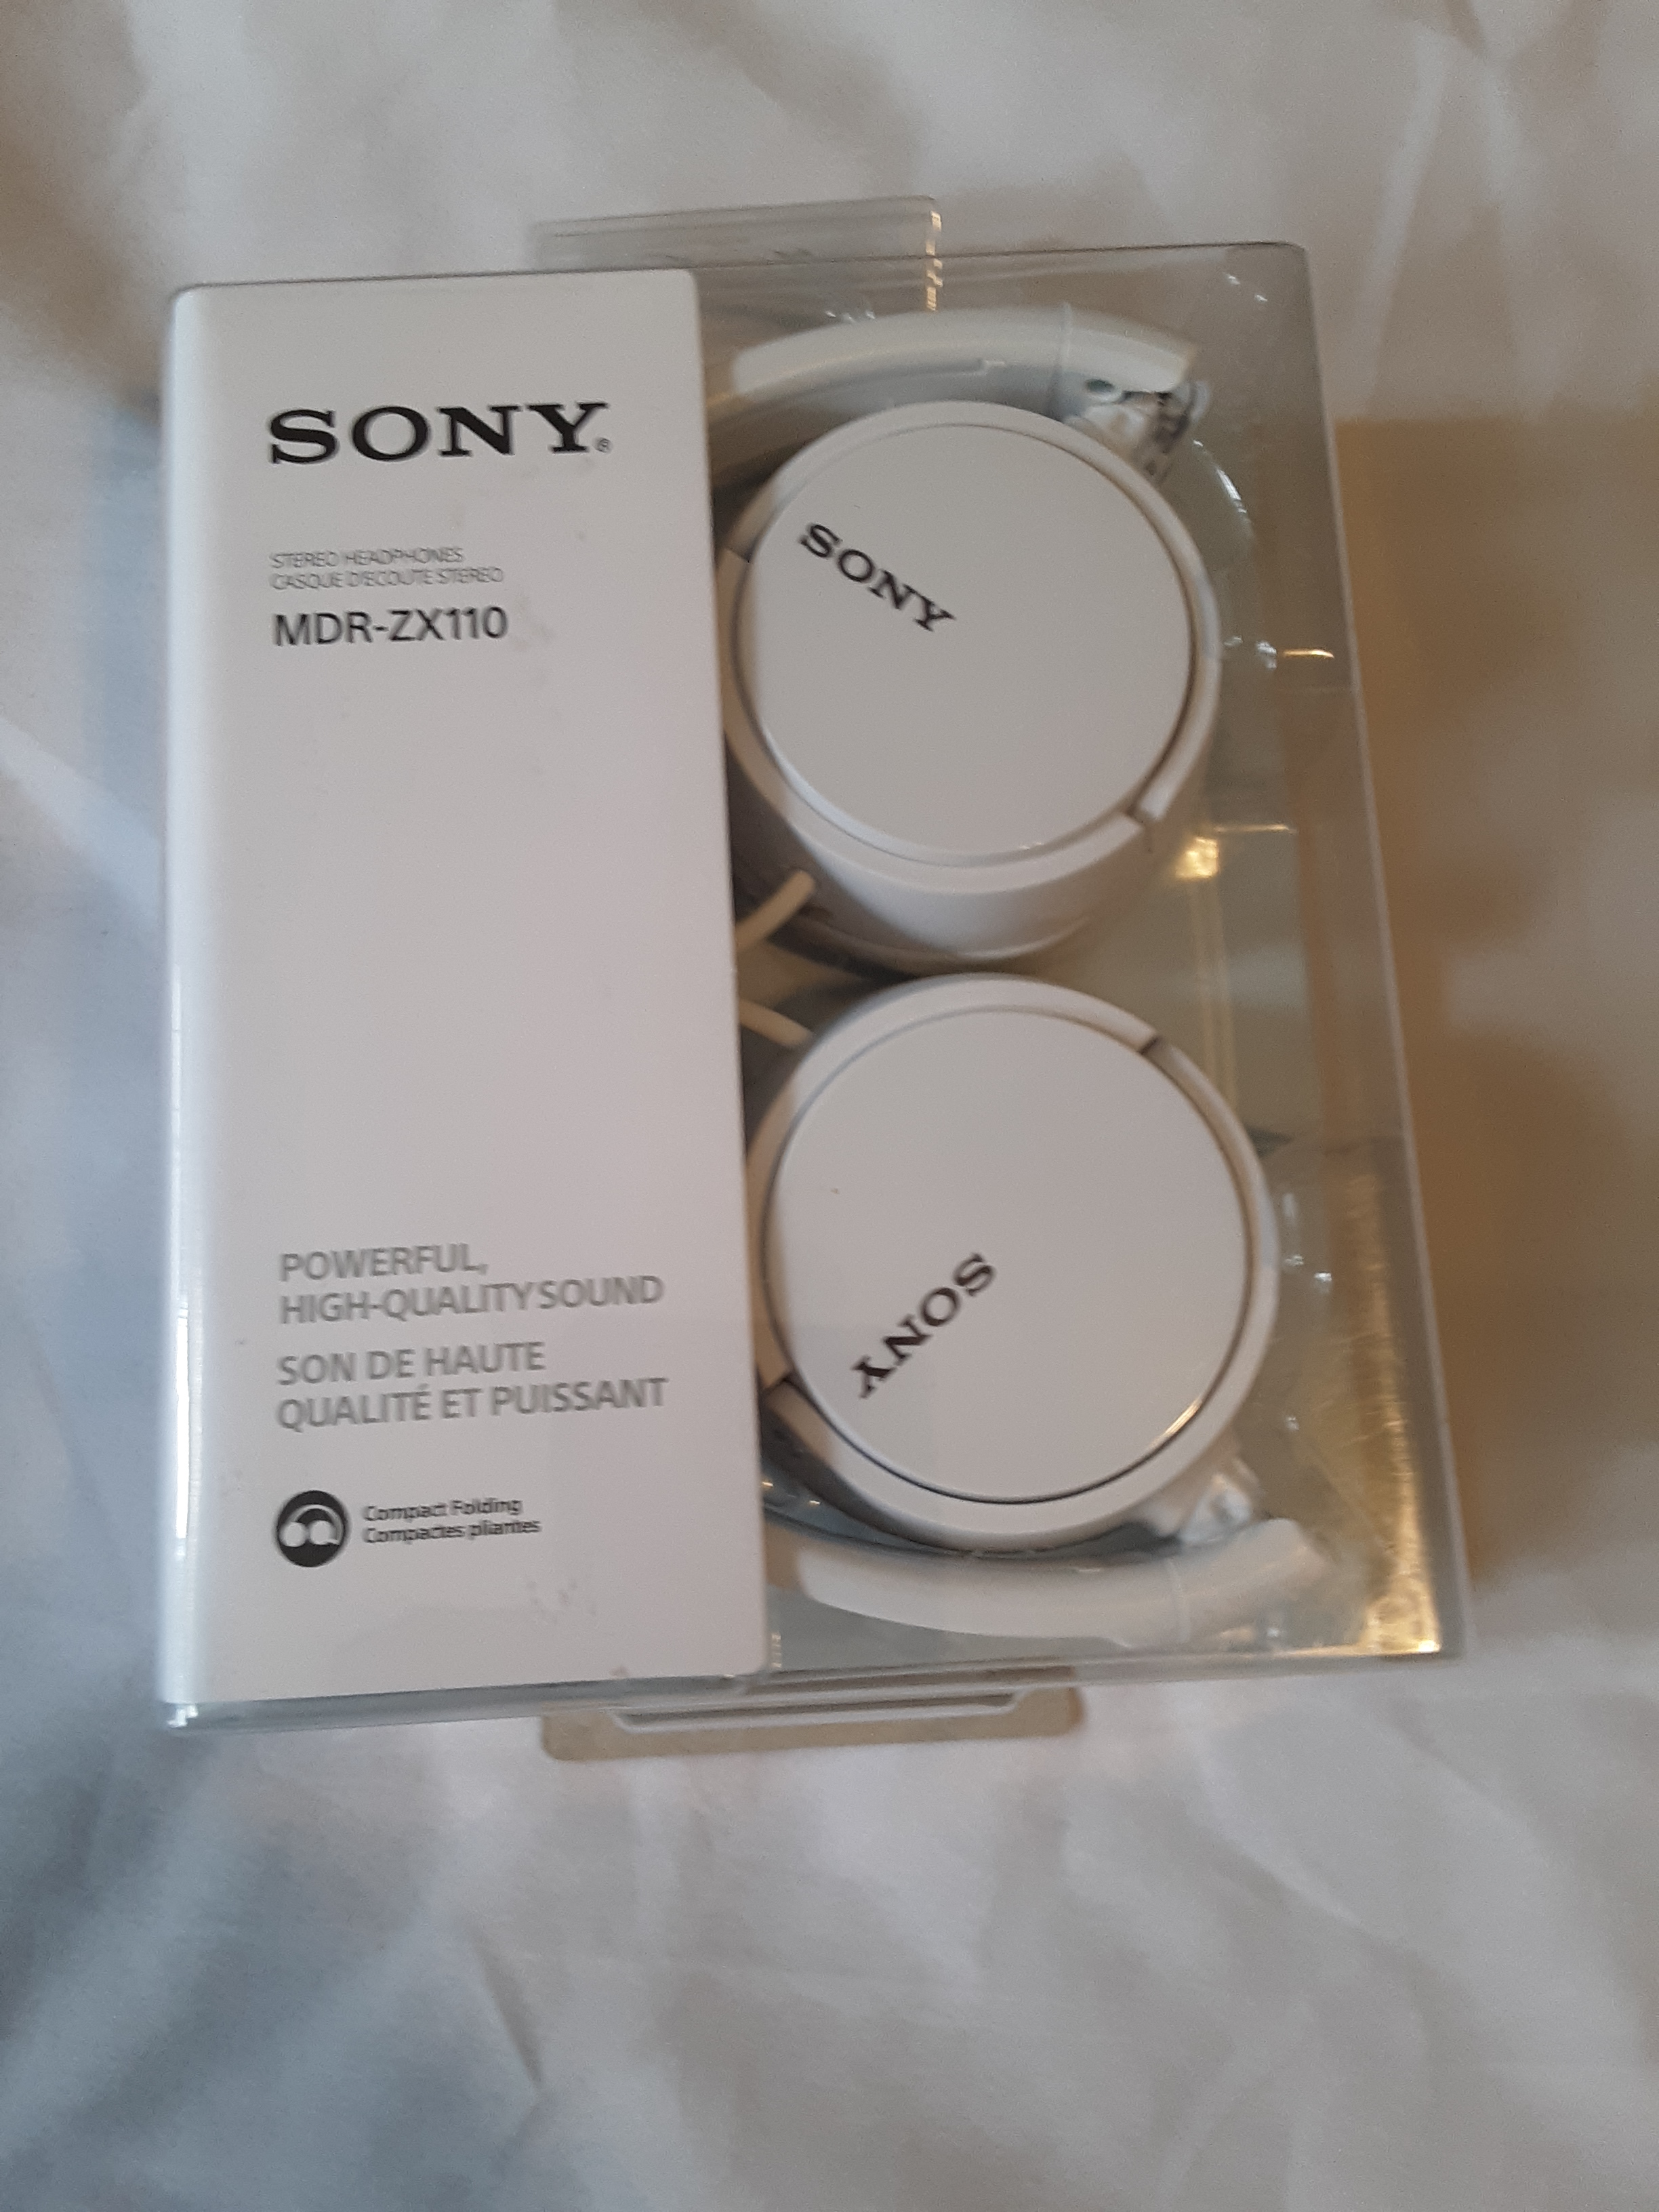 SONY®
STEREO HEADPHONES
CASQUE D'ECOUTE STEREO
MDR-ZX110
POWERFUL,
HIGH-QUALITY SOUND
SON DE HAUTE
QUALITÉ ET PUISSANT
Compact Folding
Compactes pliantes
SONY
SONY